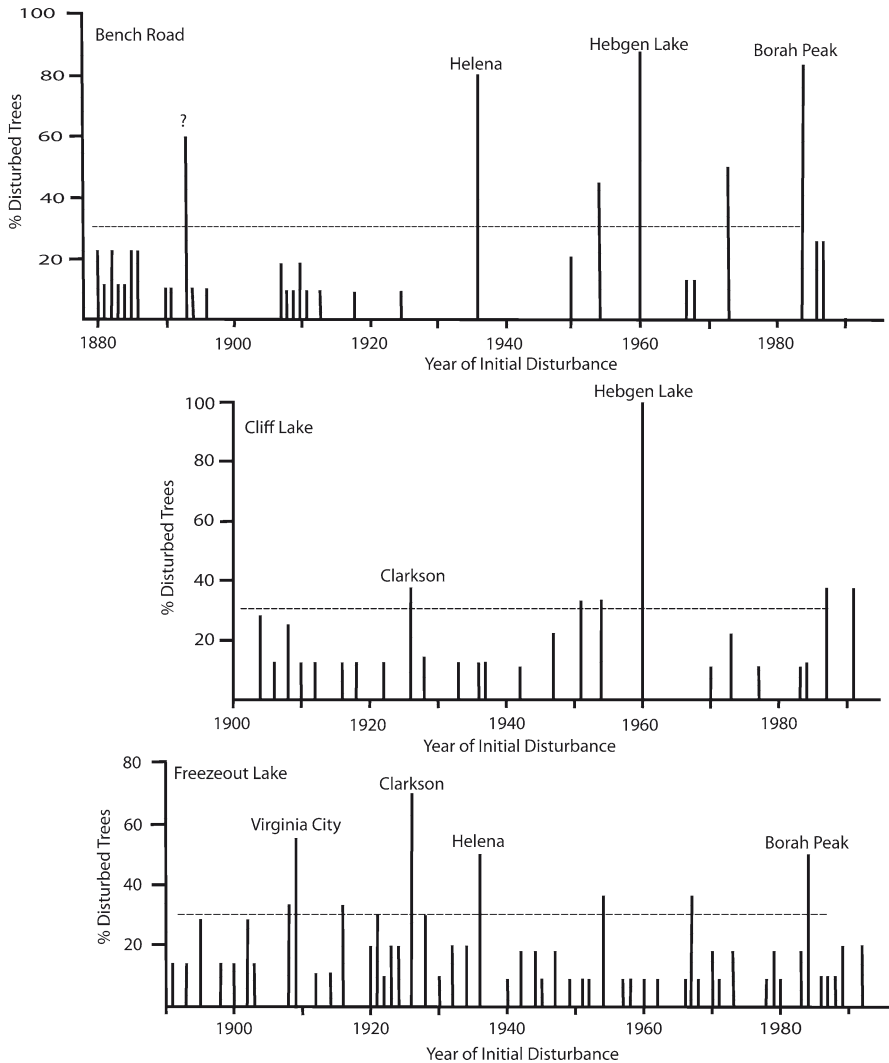 100
Bench Road
Hebgen Lake
Borah Peak
Helena
80
?
60
40
20
% Disturbed Trees
1880 1900 1920 1940 1960 1980
Year of Initial Disturbance
Hebgen Lake
100
Cliff Lake
80
60
Clarkson
40
20
% Disturbed Trees
1900 1920 1940 1960 1980
Year of Initial Disturbance
80
Freezeout Lake
Clarkson
Virginia City
60
Helena
Borah Peak
40
20
% Disturbed Trees
1900 1920 1940 1960 1980
Year of Initial Disturbance